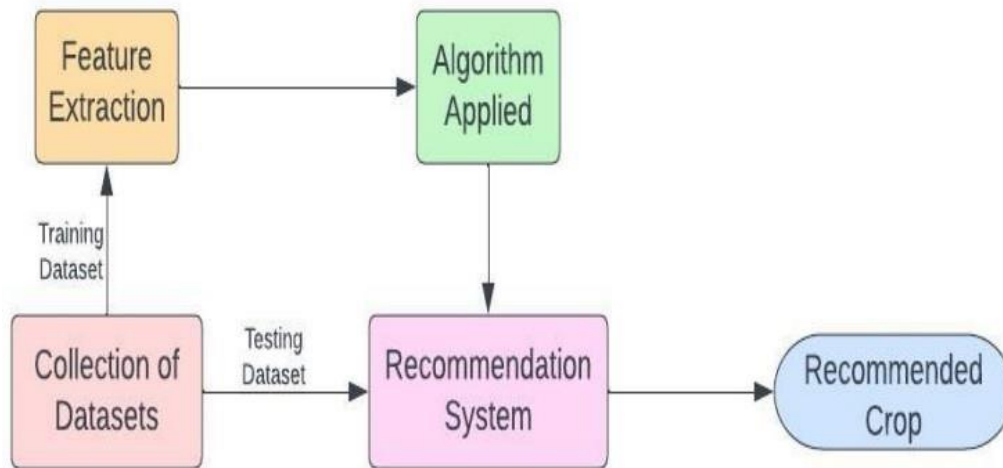 Feature
Extraction
Algorithm
Applied
Training
Dataset
Collection of
Datasets
Testing
Dataset
Recommendation
System
Recommended
Crop